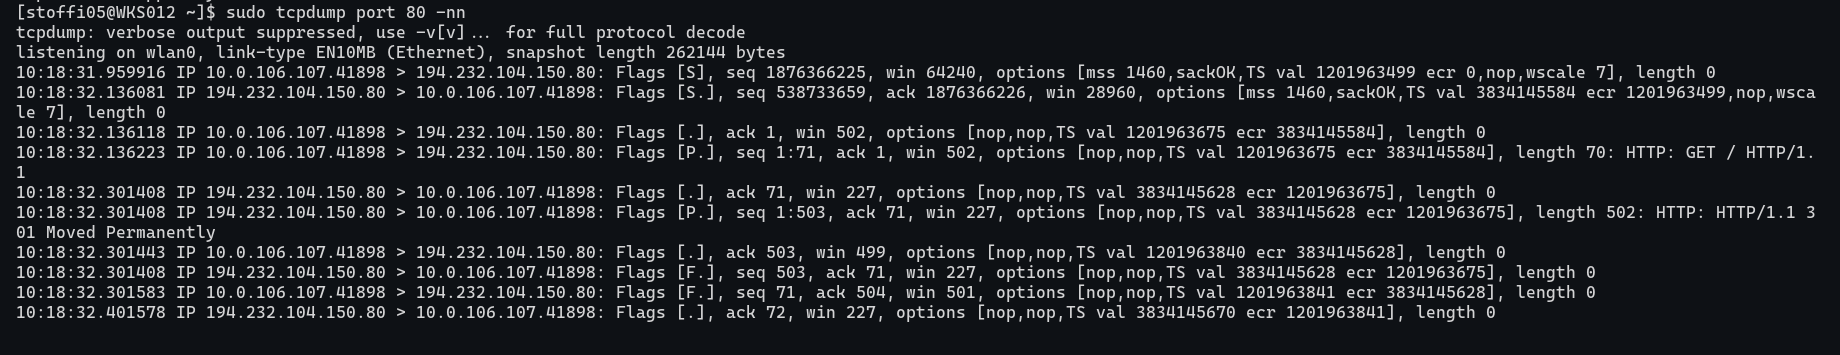 [stoffi05@WKS012 ~]$ sudo tcpdump port 80 -nn
tcpdump: verbose output suppressed, use -v[v]... for full protocol decode
listening on wlan0, link-type EN10MB (Ethernet), snapshot length 262144 bytes
10:18:31.959916 IP 10.0.106.107.41898 > 194.232.104.150.80: Flags [S], seq 1876366225, win 64240, options [mss 1460,sackOK,TS val 1201963499 ecr 0,nop,wscale 7], length 0
10:18:32.136081 IP 194.232.104.150.80 > 10.0.106.107.41898: Flags [S.], seq 538733659, ack 1876366226, win 28960, options [mss 1460,sackOK,TS val 3834145584 ecr 1201963499,nop,wsca
le 7], length 0
10:18:32.136118 IP 10.0.106.107.41898 > 194.232.104.150.80: Flags [.], ack 1, win 502, options [nop,nop,TS val 1201963675 ecr 3834145584], length 0
10:18:32.136223 IP 10.0.106.107.41898 > 194.232.104.150.80: Flags [P.], seq 1:71, ack 1, win 502, options [nop,nop,TS val 1201963675 ecr 3834145584], length 70: HTTP: GET / HTTP/1.
1
10:18:32.301408 IP 194.232.104.150.80 > 10.0.106.107.41898: Flags [.], ack 71, win 227, options [nop,nop,TS val 3834145628 ecr 1201963675], length 0
10:18:32.301408 IP 194.232.104.150.80 > 10.0.106.107.41898: Flags [P.], seq 1:503, ack 71, win 227, options [nop,nop,TS val 3834145628 ecr 1201963675], length 502: HTTP: HTTP/1.1 3
01 Moved Permanently
10:18:32.301443 IP 10.0.106.107.41898 > 194.232.104.150.80: Flags [.], ack 503, win 499, options [nop,nop,TS val 1201963840 ecr 3834145628], length 0
10:18:32.301408 IP 194.232.104.150.80 > 10.0.106.107.41898: Flags [F.], seq 503, ack 71, win 227, options [nop,nop,TS val 3834145628 ecr 1201963675], length 0
10:18:32.301583 IP 10.0.106.107.41898 > 194.232.104.150.80: Flags [F.], seq 71, ack 504, win 501, options [nop,nop,TS val 1201963841 ecr 3834145628], length 0
10:18:32.401578 IP 194.232.104.150.80 > 10.0.106.107.41898: Flags [.], ack 72, win 227, options [nop,nop,TS val 3834145670 ecr 1201963841], length 0